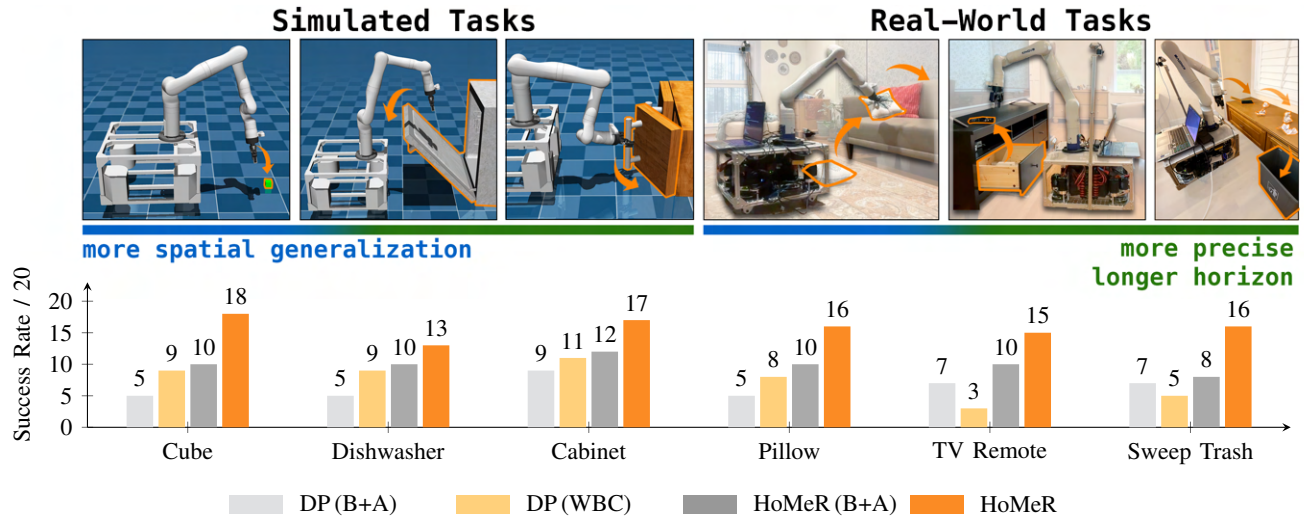 Simulated Tasks
Real-World Tasks
more spatial generalization
more precise
longer horizon
Success Rate / 20
20
15
10
5
0
5
9
10
18
5
9
10
13
9
11
12
17
5
8
10
16
7
3
10
15
7
5
8
16
Cube
Dishwasher
Cabinet
Pillow
TV Remote
Sweep Trash
DP (B+A)
DP (WBC)
HoMeR (B+A)
HoMeR